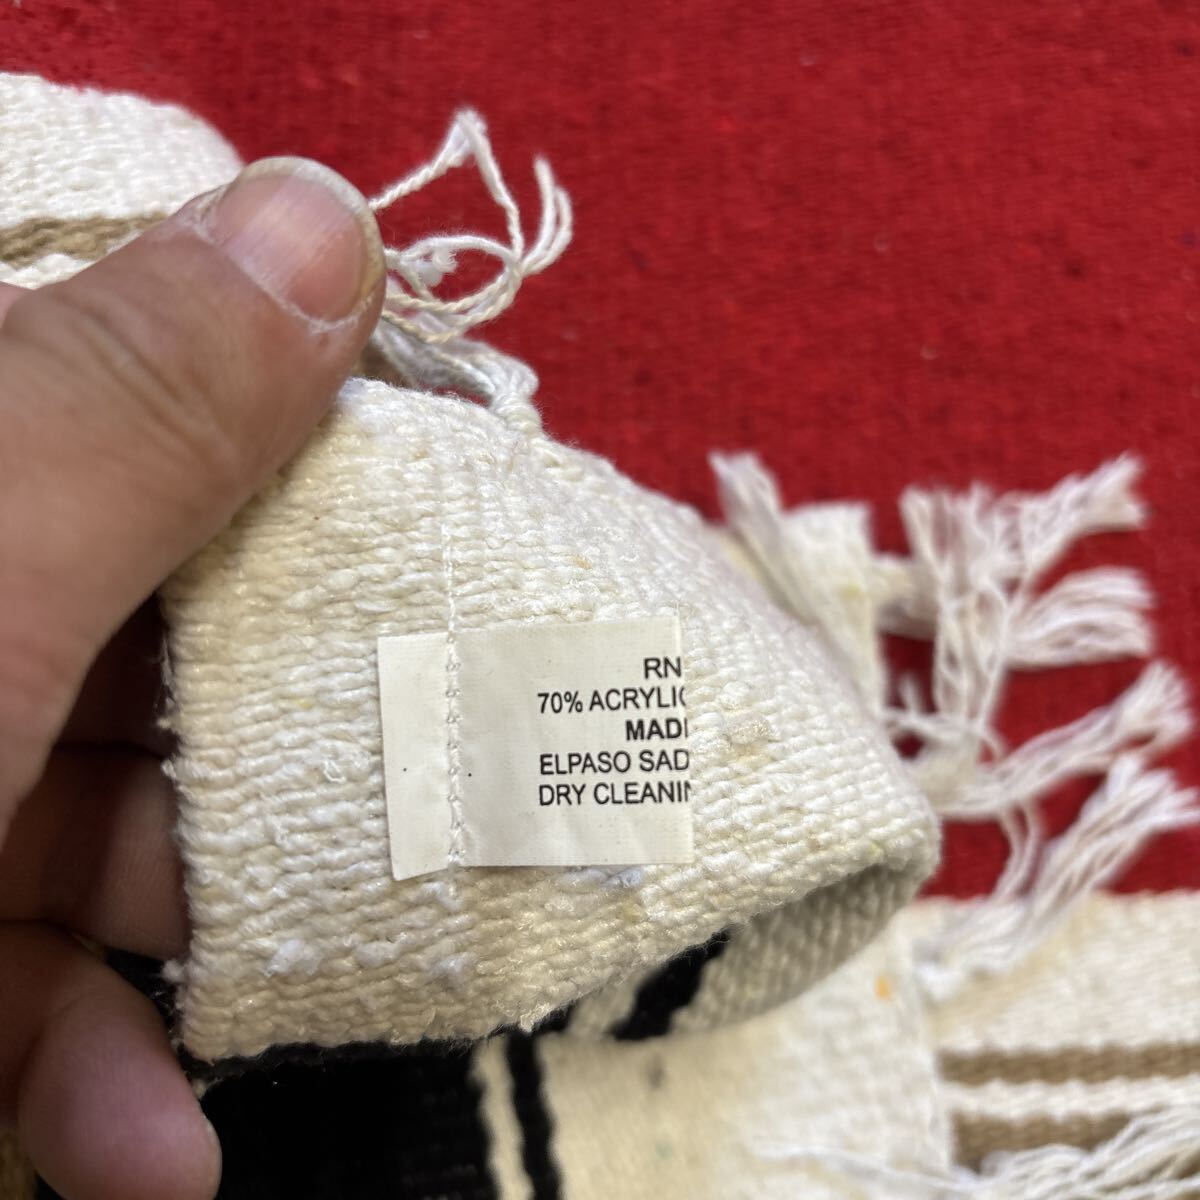 RN
70% ACRYLIC
MADE
ELPASO SAD
DRY CLEANIN